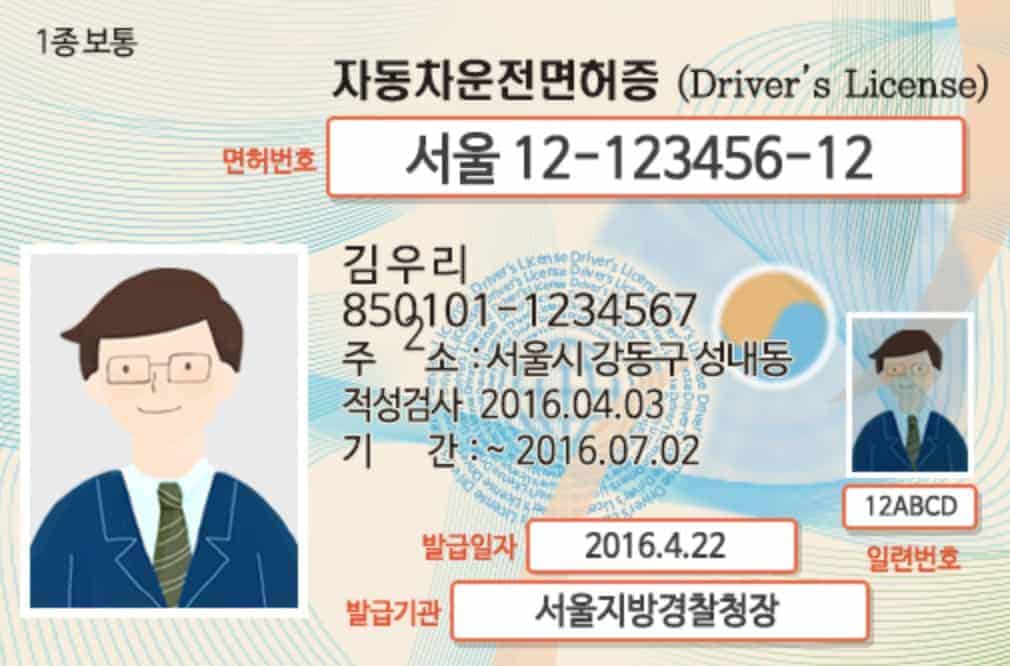 1종 보통
자동차운전면허증 (Driver's License)
면허번호 서울 12-123456-12
김우리
850101-1234567
2
주 소 : 서울시 강동구 성내동
적성검사 2016.04.03
기 간 : ~ 2016.07.02
12ABCD
일련번호
발급일자 2016.4.22
발급기관 서울지방경찰청장